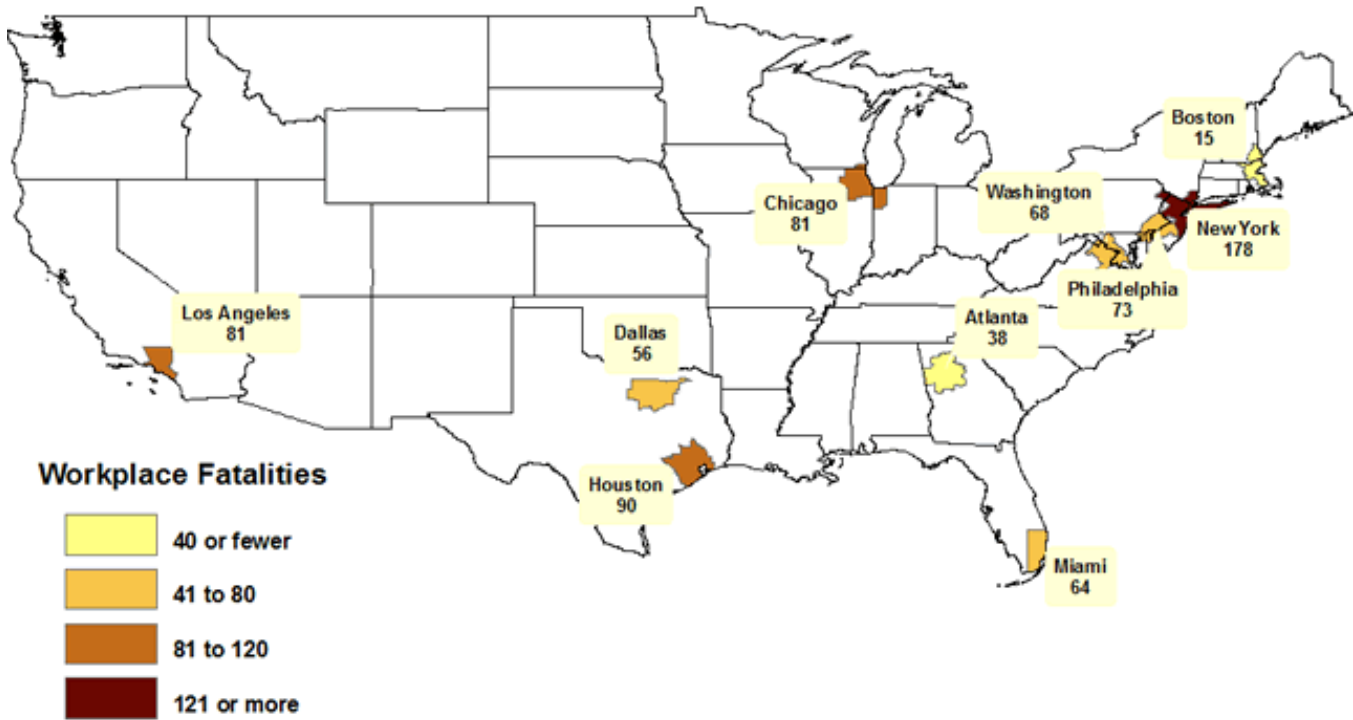 Boston
15
Washington
68
Chicago
81
New York
178
Philadelphia
73
Los Angeles
81
Dallas
56
Atlanta
38
Houston
90
Miami
64
Workplace Fatalities
40 or fewer
41 to 80
81 to 120
121 or more